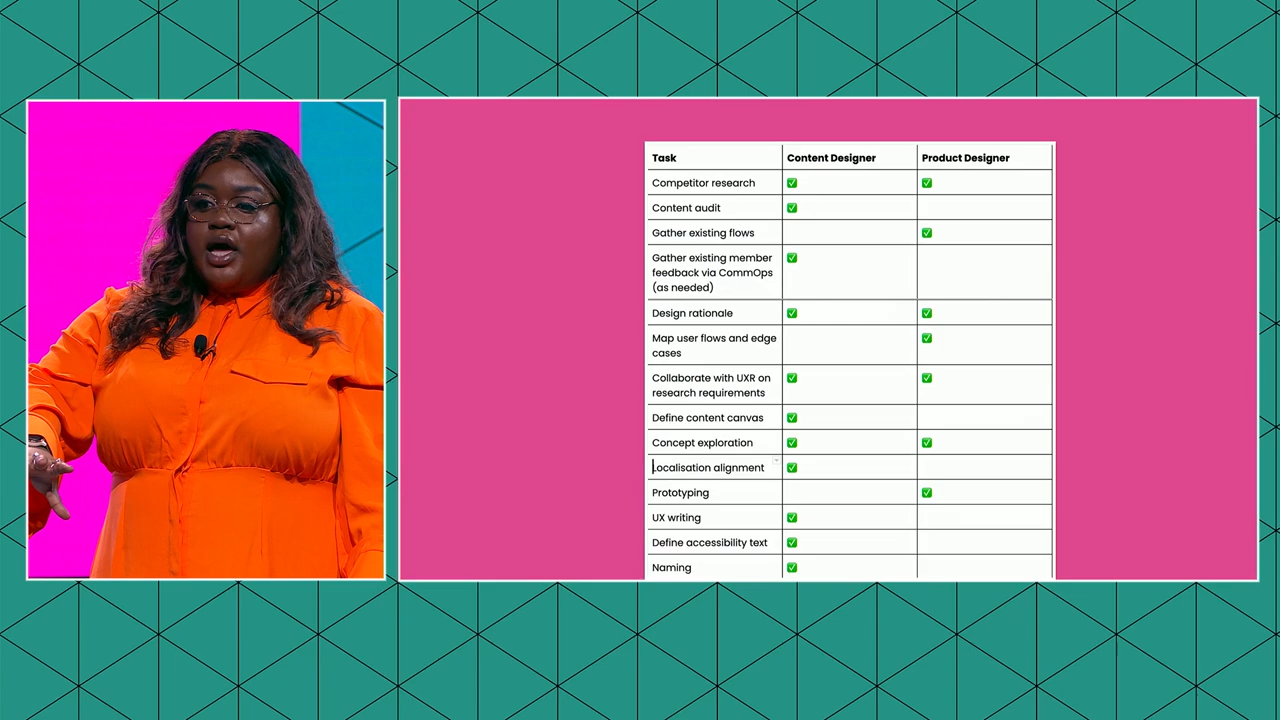 Task Content Designer Product Designer
Competitor research ✅ ✅
Content audit ✅
Gather existing flows ✅
Gather existing member ✅
feedback via CommOps
(as needed)
Design rationale ✅ ✅
Map user flows and edge ✅
cases
Collaborate with UXR on ✅ ✅
research requirements
Define content canvas ✅
Concept exploration ✅ ✅
Localisation alignment ✅
Prototyping ✅
UX writing ✅
Define accessibility text ✅
Naming ✅